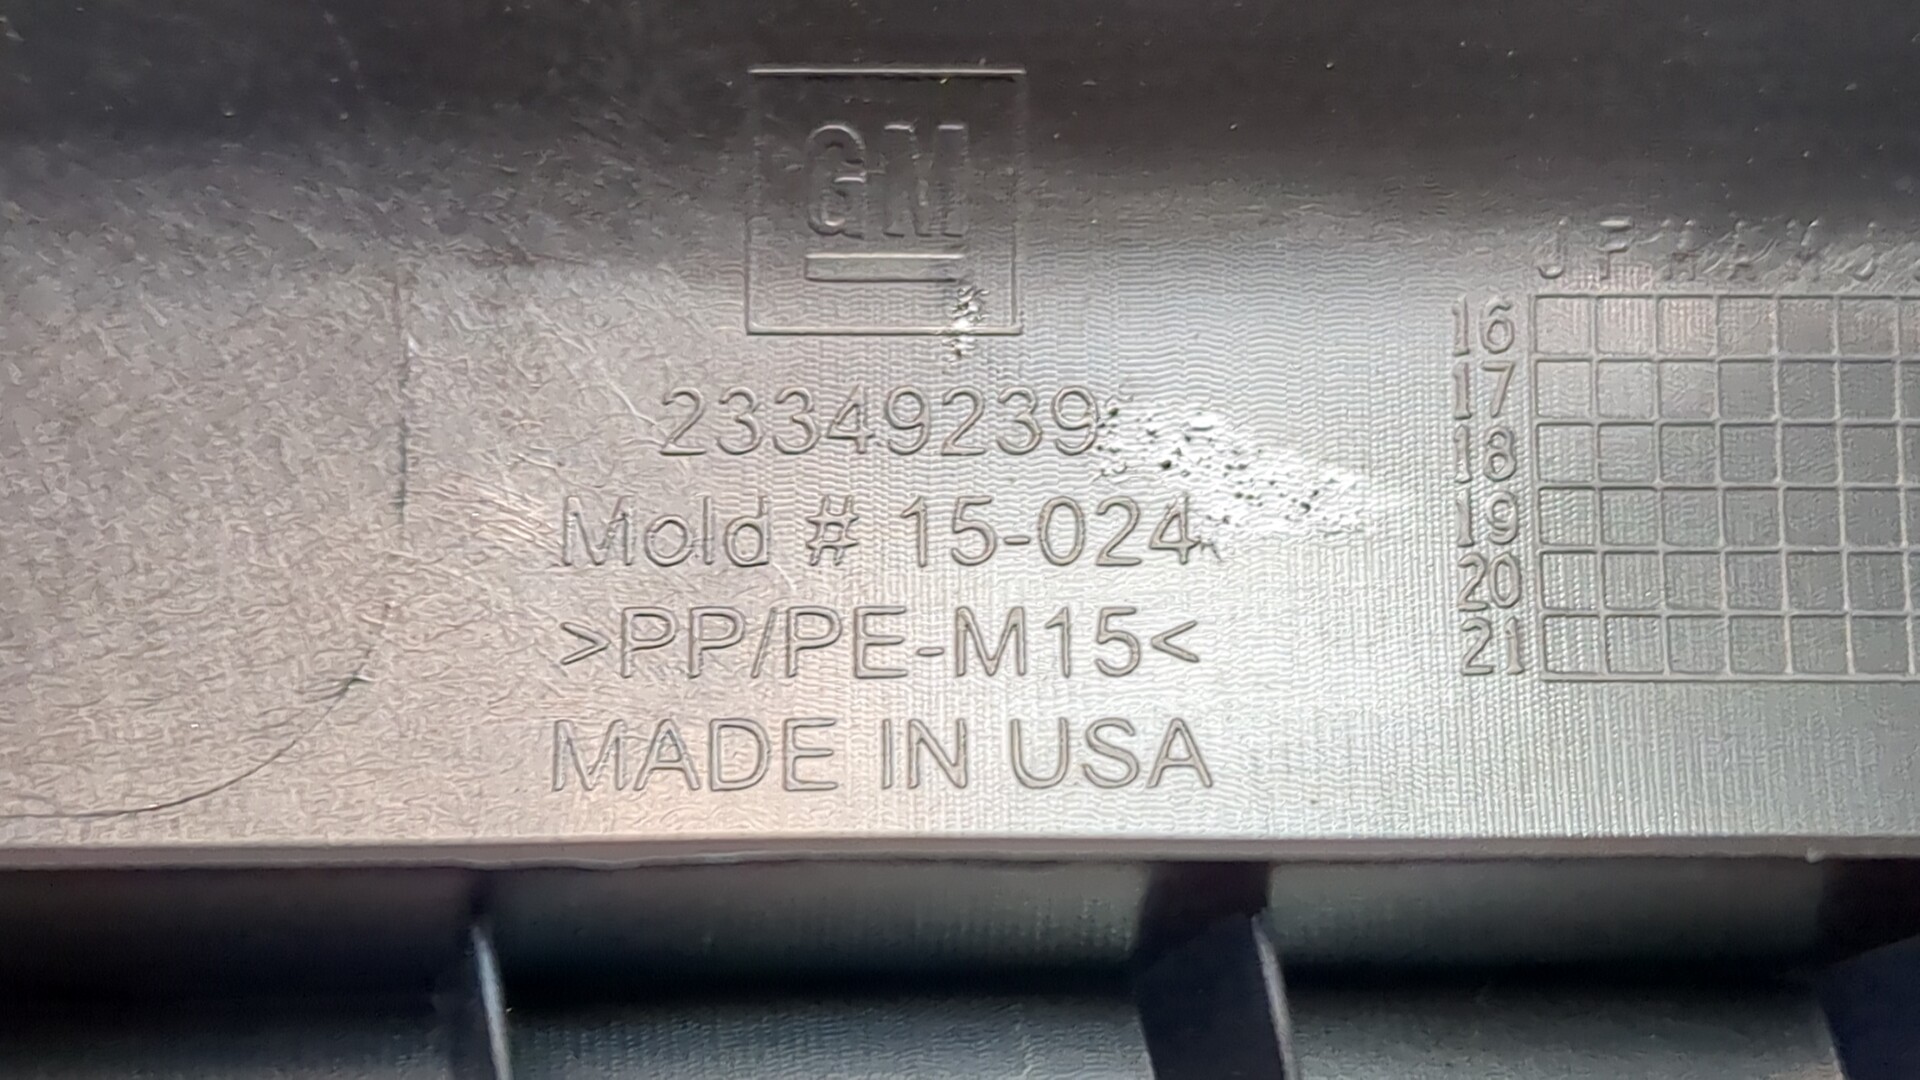 GM
23349239
Mold # 15-024
>PP/PE-M15<
MADE IN USA
J F M A M J
16
17
18
19
20
21